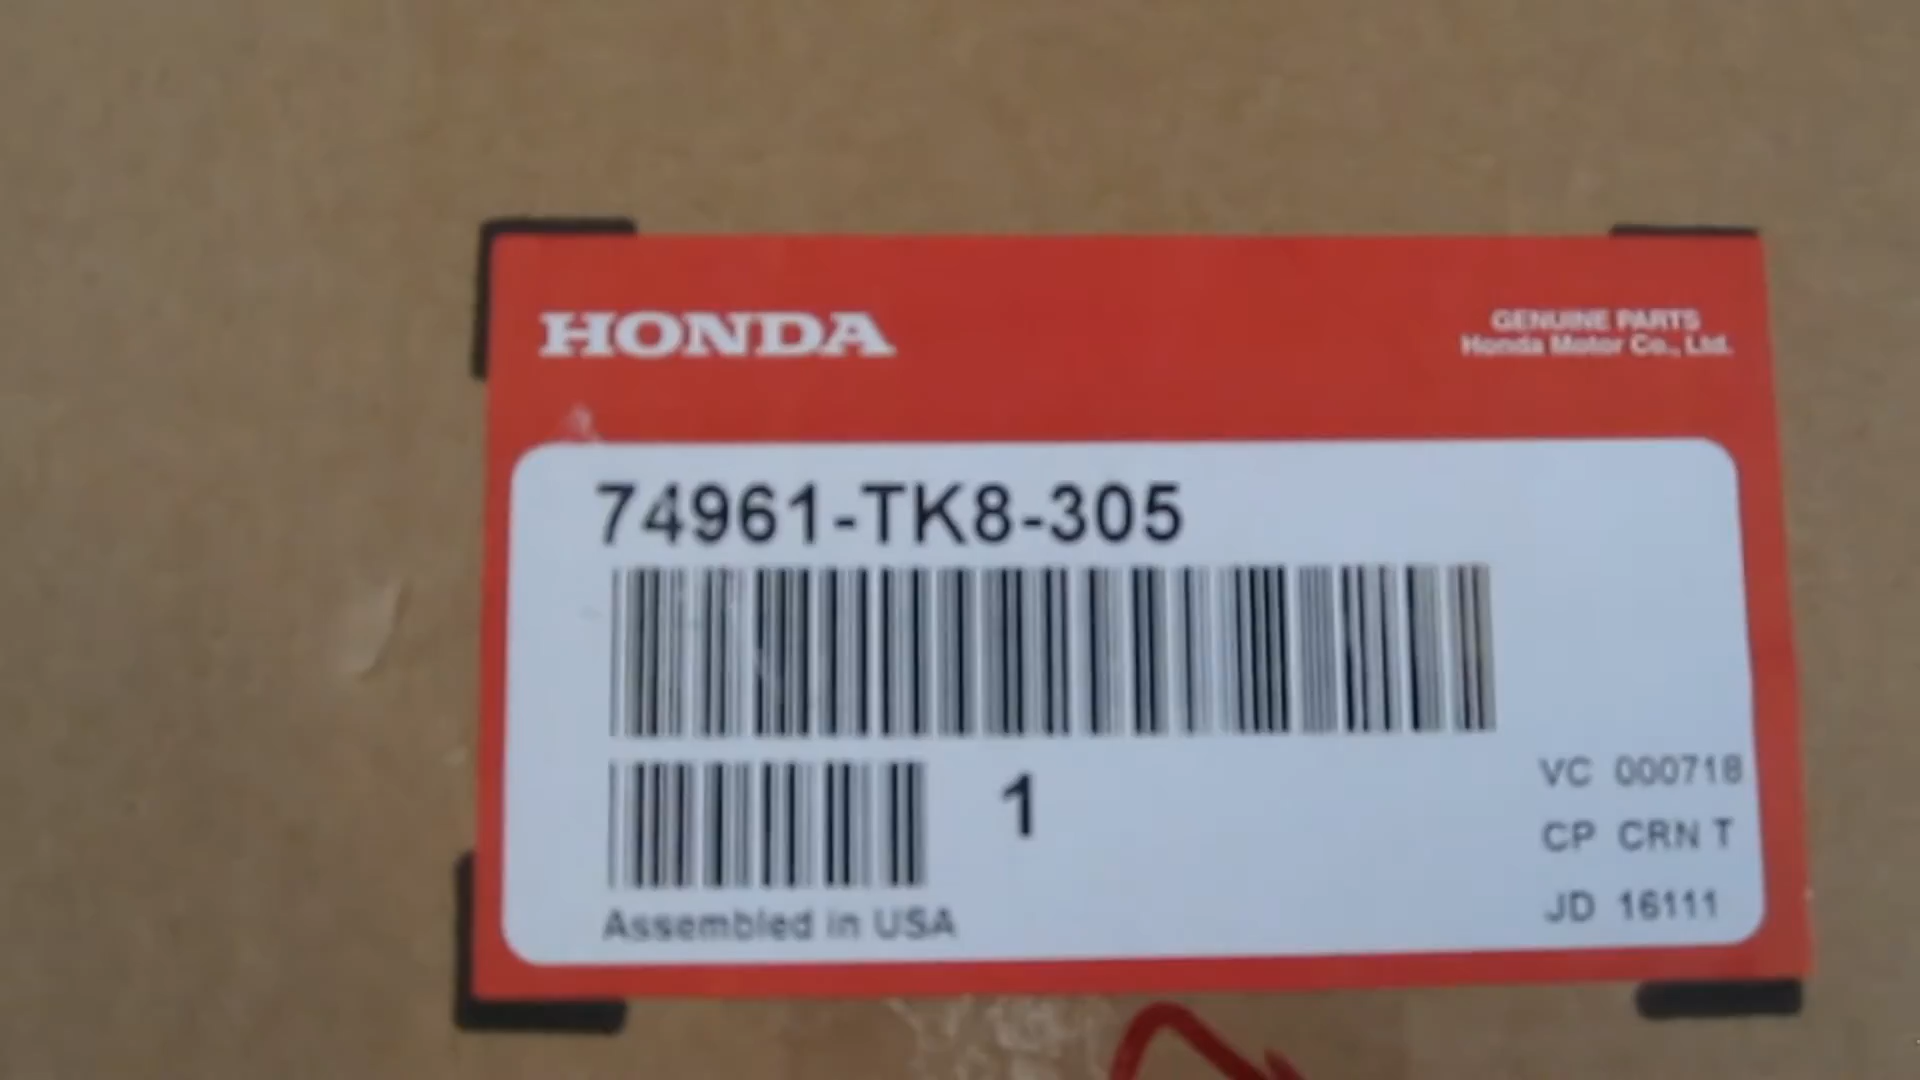 HONDA
GENUINE PARTS
Honda Motor Co., Ltd.
74961-TK8-305
1
VC 000718
CP CRN T
JD 16111
Assembled in USA